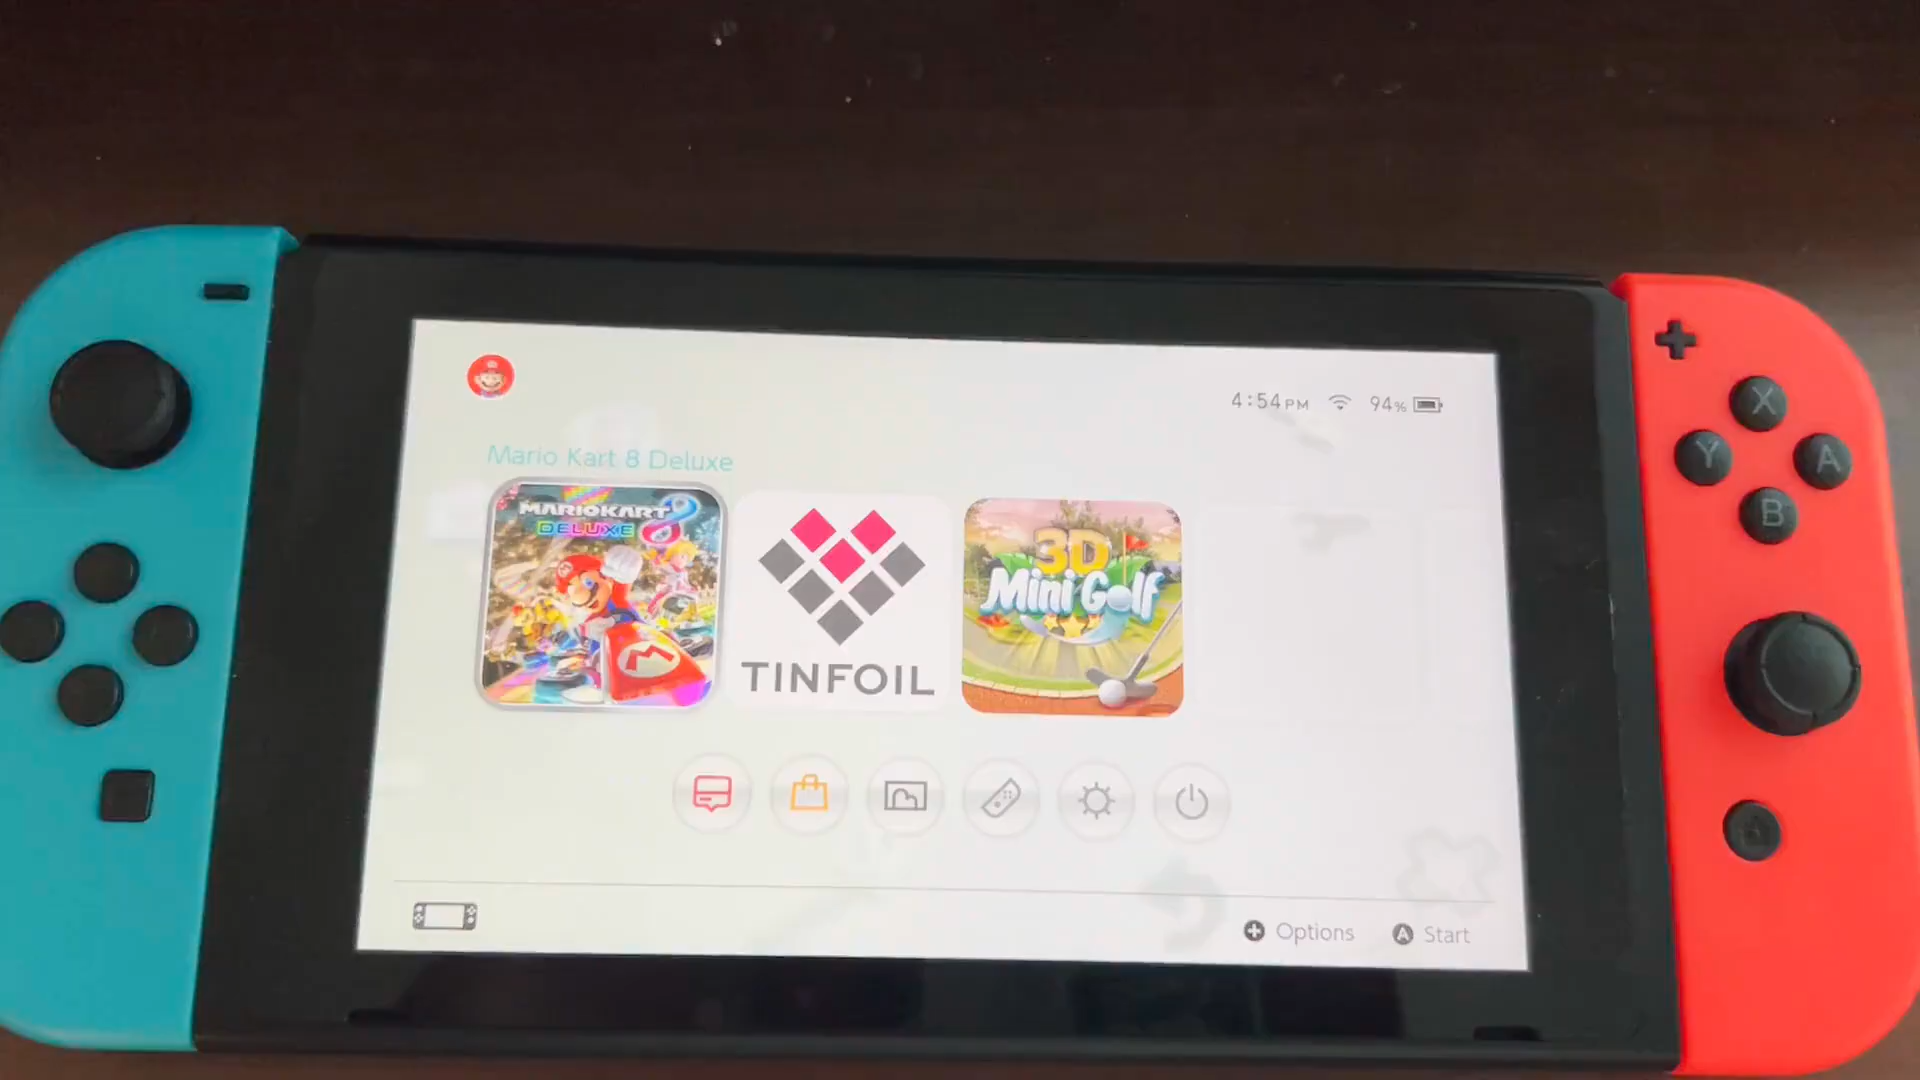 4:54 PM 94%
Mario Kart 8 Deluxe
MARIOKART 8
DELUXE
TINFOIL
3D
Mini Golf
Options
A Start
X
Y A
B
M